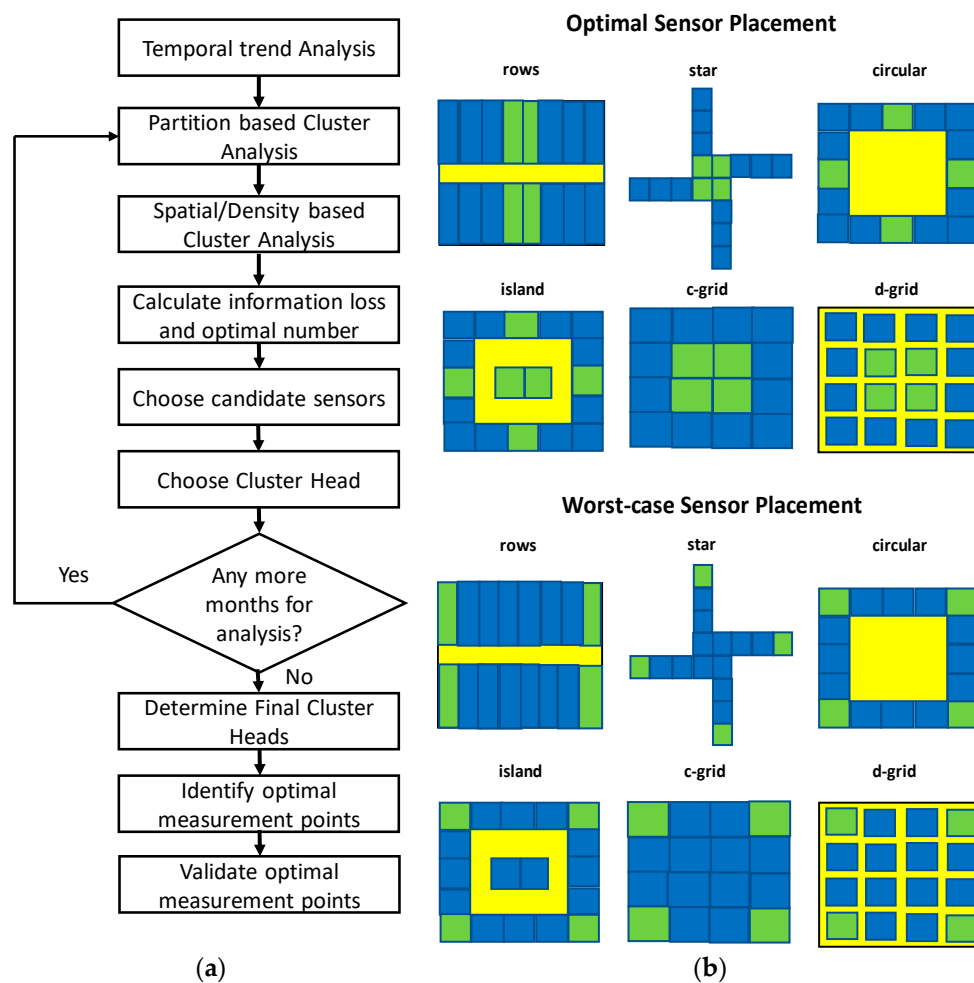 Temporal trend Analysis
Partition based Cluster
Analysis
Spatial/Density based
Cluster Analysis
Calculate information loss
and optimal number
Choose candidate sensors
Choose Cluster Head
Yes
Any more
months for
analysis?
No
Determine Final Cluster
Heads
Identify optimal
measurement points
Validate optimal
measurement points
(a)
Optimal Sensor Placement
rows star circular
island c-grid d-grid
Worst-case Sensor Placement
rows star circular
island c-grid d-grid
(b)